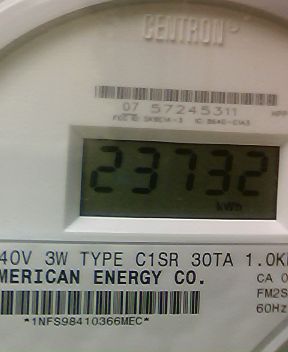 CENTRON
07 57245311
23732
kWh
40V 3W TYPE C1SR 30TA 1.0K
MERICAN ENERGY CO.
CA 0
FM2S
60Hz
*1NFS98410366MEC*